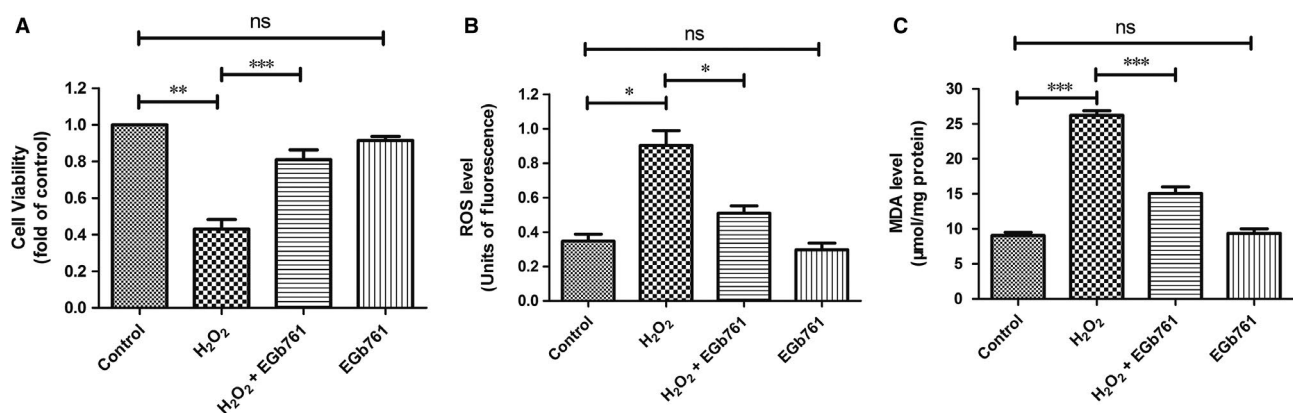 A
ns
***
**
Cell Viability
(fold of control)
1.2
1.0
0.8
0.6
0.4
0.2
0.0
Control
H₂O₂
H₂O₂ + EGb761
EGb761
B
ns
*
*
ROS level
(Units of fluorescence)
1.2
1.0
0.8
0.6
0.4
0.2
0.0
Control
H₂O₂
H₂O₂ + EGb761
EGb761
C
ns
***
***
MDA level
(μmol/mg protein)
30
25
20
15
10
5
0
Control
H₂O₂
H₂O₂ + EGb761
EGb761